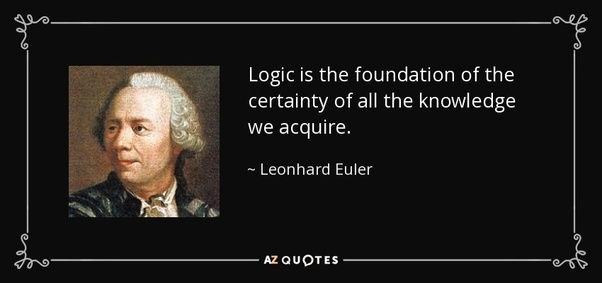 Logic is the foundation of the
certainty of all the knowledge
we acquire.
~ Leonhard Euler
AZ QUOTES